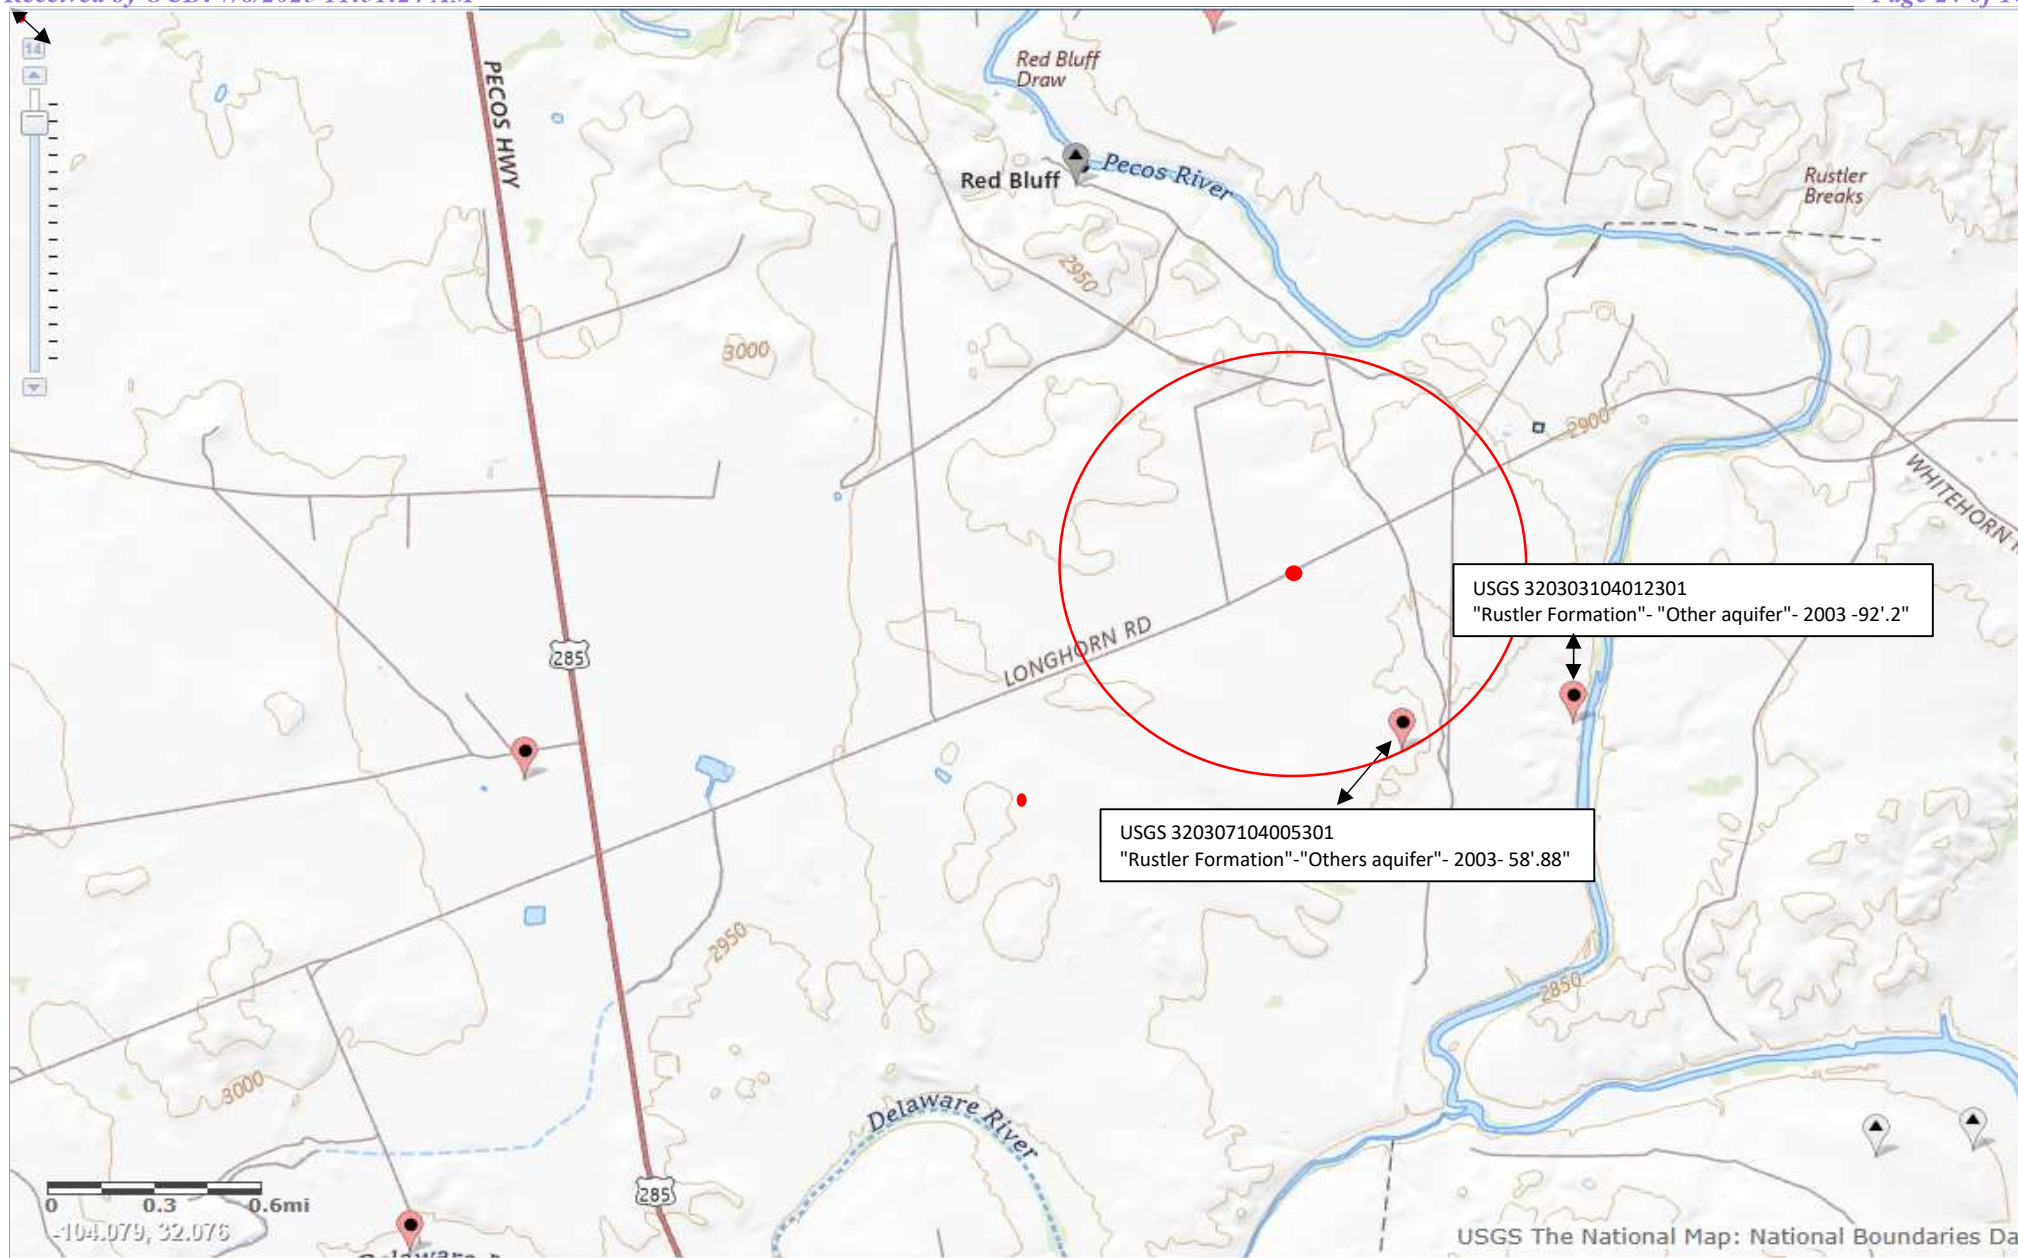 14
PECOS HWY
Red Bluff
Draw
Red Bluff
Pecos River
Rustler
Breaks
2950
3000
2900
WHITEHORN
USGS 320303104012301
"Rustler Formation"- "Other aquifer"- 2003 -92'.2"
285
LONGHORN RD
USGS 320307104005301
"Rustler Formation"-"Others aquifer"- 2003- 58'.88"
2950
2850
3000
Delaware River
285
0 0.3 0.6mi
-104.079, 32.076
USGS The National Map: National Boundaries Da